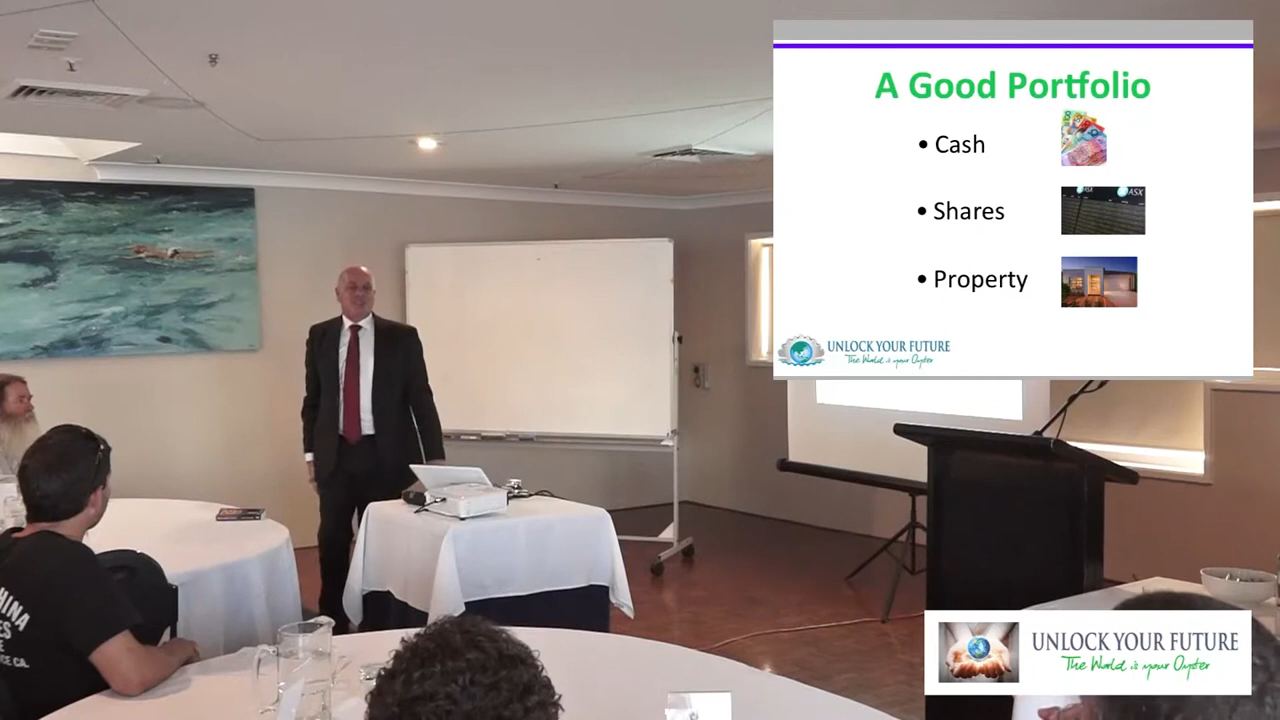 A Good Portfolio
• Cash
• Shares
ASX
• Property
UNLOCK YOUR FUTURE
The World is your Oyster
UNLOCK YOUR FUTURE
The World is your Oyster